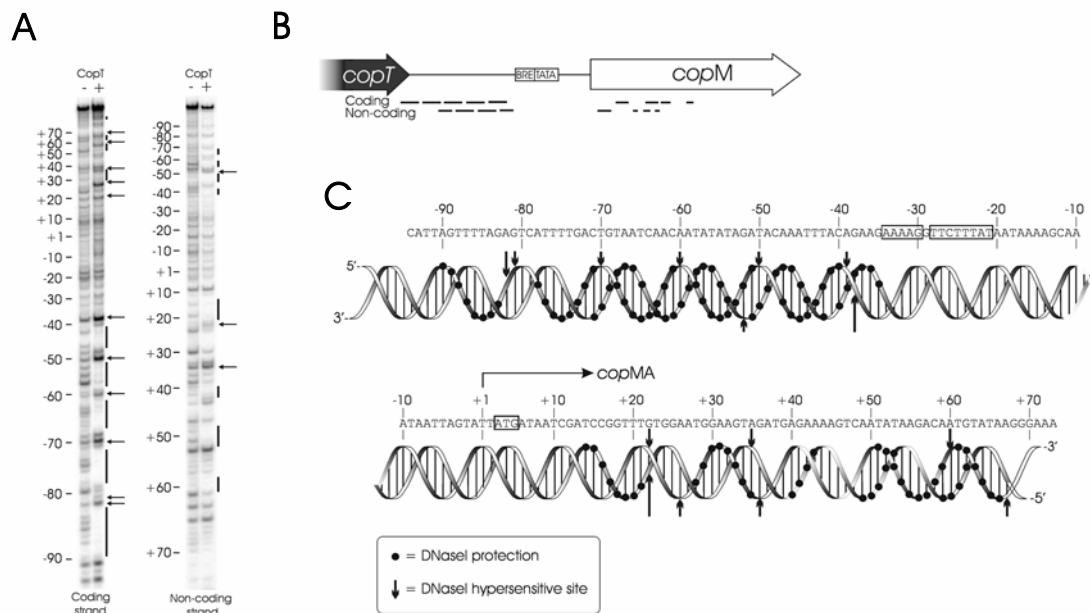 A
CopT
- +
+70
+60
+50
+40
+30
+20
+10
+1
-10
-20
-30
-40
-50
-60
-70
-80
-90
Coding
strand
CopT
- +
-90
-80
-70
-60
-50
-40
-30
-20
-10
+1
+10
+20
+30
+40
+50
+60
+70
Non-coding
strand
B
copT BRE TATA copM
Coding
Non-coding
C
-90 -80 -70 -60 -50 -40 -30 -20 -10
CATTAGTTTTAGAGTCATTTTGACTGTAATCAACAATATATAGATACAAATTTACAGAAGAAAAGGTTCTTTATAATAAAAGCAA
5'-
3'-
copMA
-10 +1 +10 +20 +30 +40 +50 +60 +70
ATAATTAGTATTATGATAATCGATCCGGTTTGTGGAATGGAAGTAGATGAGAAAAGTCAATATAAGACAATGTATAAGGGAAA
-3'
-5'
= DNaseI protection
= DNaseI hypersensitive site